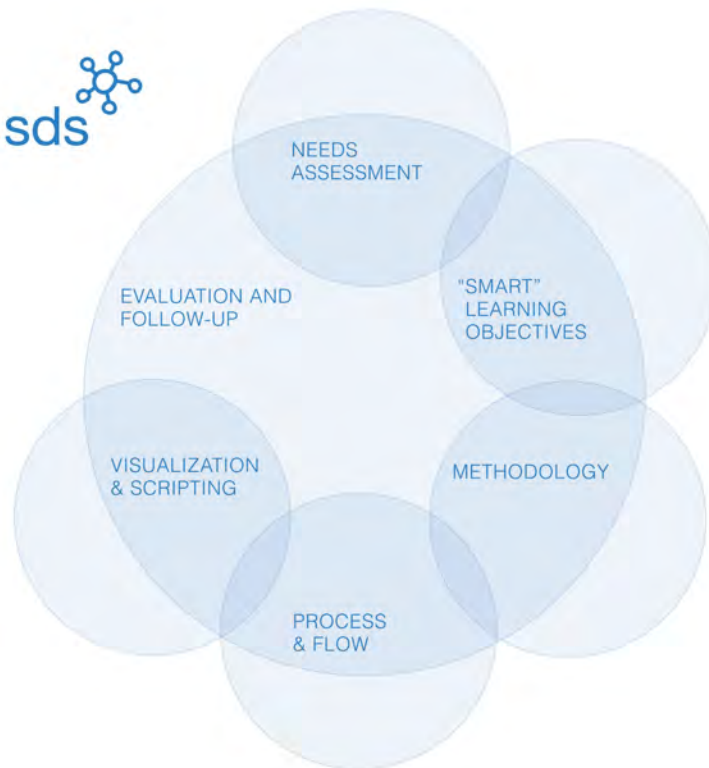 sds
NEEDS
ASSESSMENT
“SMART”
LEARNING
OBJECTIVES
METHODOLOGY
PROCESS
& FLOW
VISUALIZATION
& SCRIPTING
EVALUATION AND
FOLLOW-UP